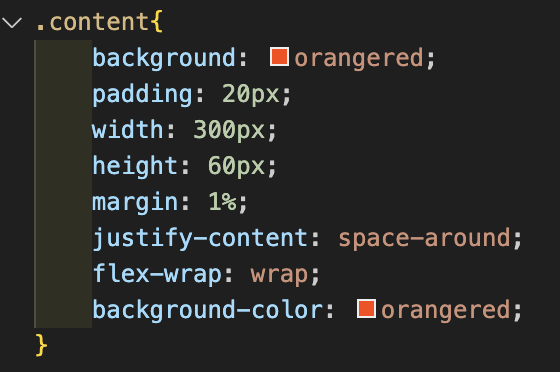 .content{
background: orangered;
padding: 20px;
width: 300px;
height: 60px;
margin: 1%;
justify-content: space-around;
flex-wrap: wrap;
background-color: orangered;
}